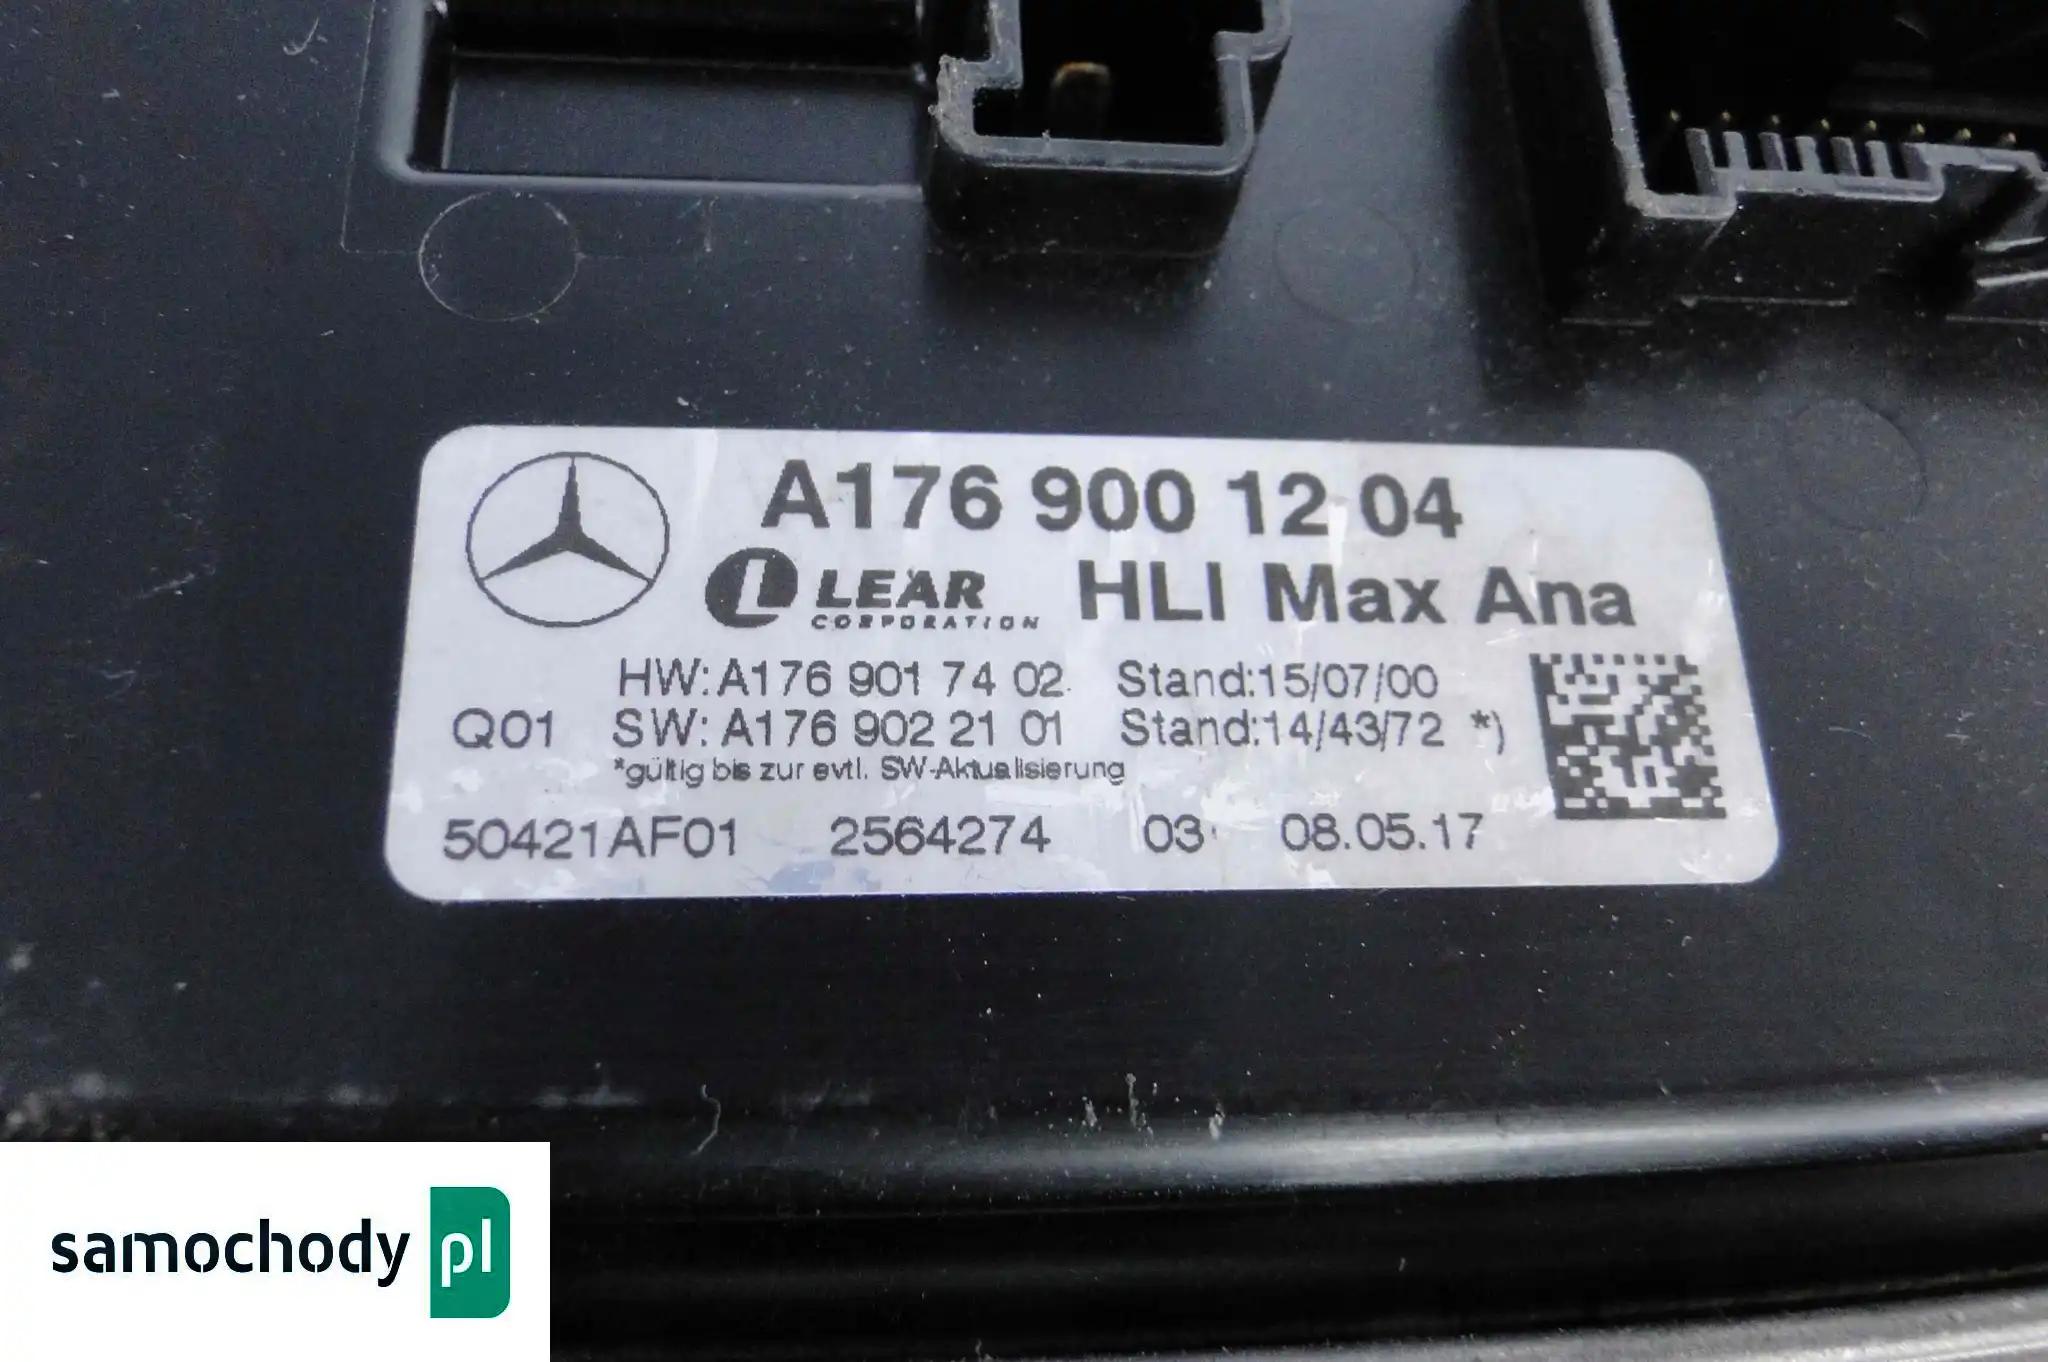 A176 900 12 04
L LEAR CORPORATION HLI Max Ana
HW:A176 901 74 02 Stand:15/07/00
Q01 SW:A176 902 21 01 Stand:14/43/72 *)
*gültig bis zur evtl. SW-Aktualisierung
50421AF01 2564274 03 08.05.17
samochody pl